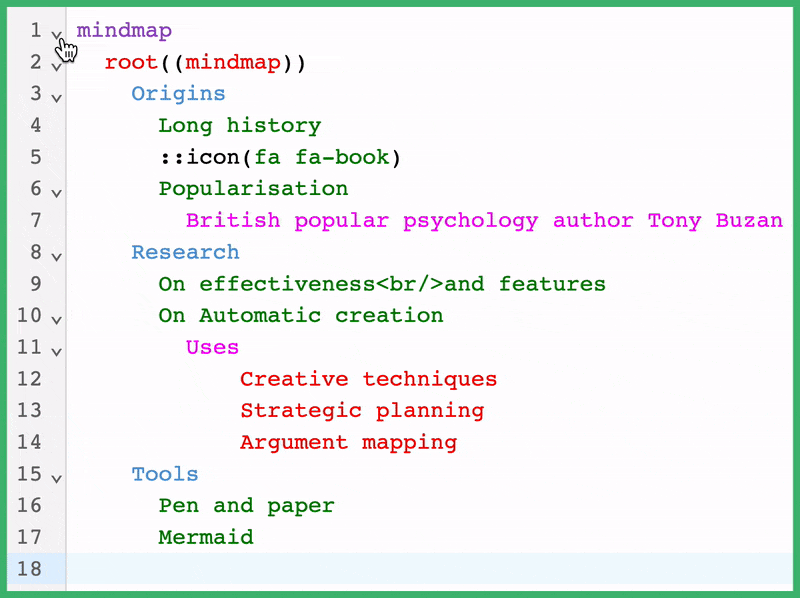 1 mindmap
2 root((mindmap))
3 Origins
4 Long history
5 ::icon(fa fa-book)
6 Popularisation
7 British popular psychology author Tony Buzan
8 Research
9 On effectiveness<br/>and features
10 On Automatic creation
11 Uses
12 Creative techniques
13 Strategic planning
14 Argument mapping
15 Tools
16 Pen and paper
17 Mermaid
18